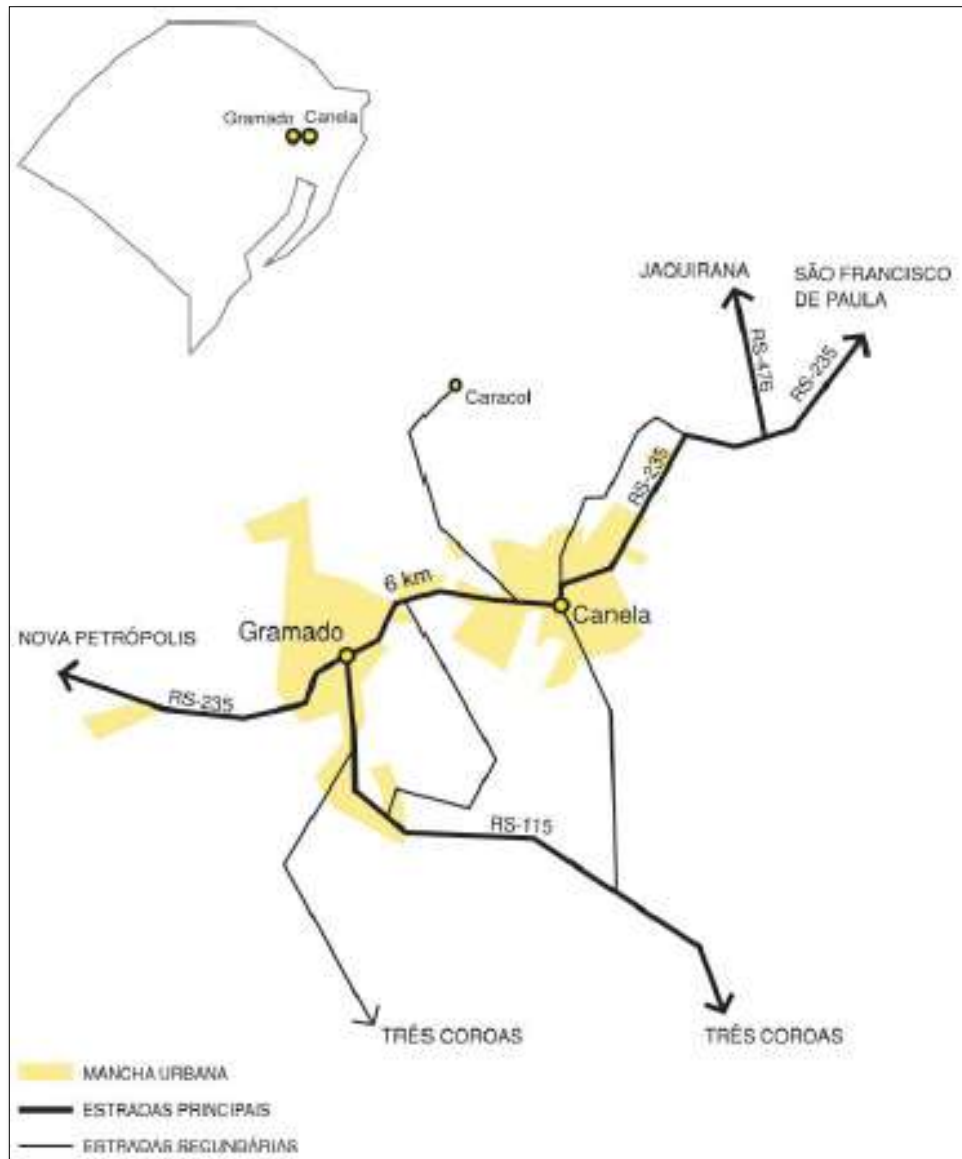 Gramado Canela
JAQUIRANA
SÃO FRANCISCO
DE PAULA
RS-476
RS-235
Caracol
RS-235
6 km
Canela
Gramado
NOVA PETRÓPOLIS
RS-235
RS-115
TRÊS COROAS
TRÊS COROAS
MANCHA URBANA
ESTRADAS PRINCIPAIS
ESTRADAS SECUNDÁRIAS